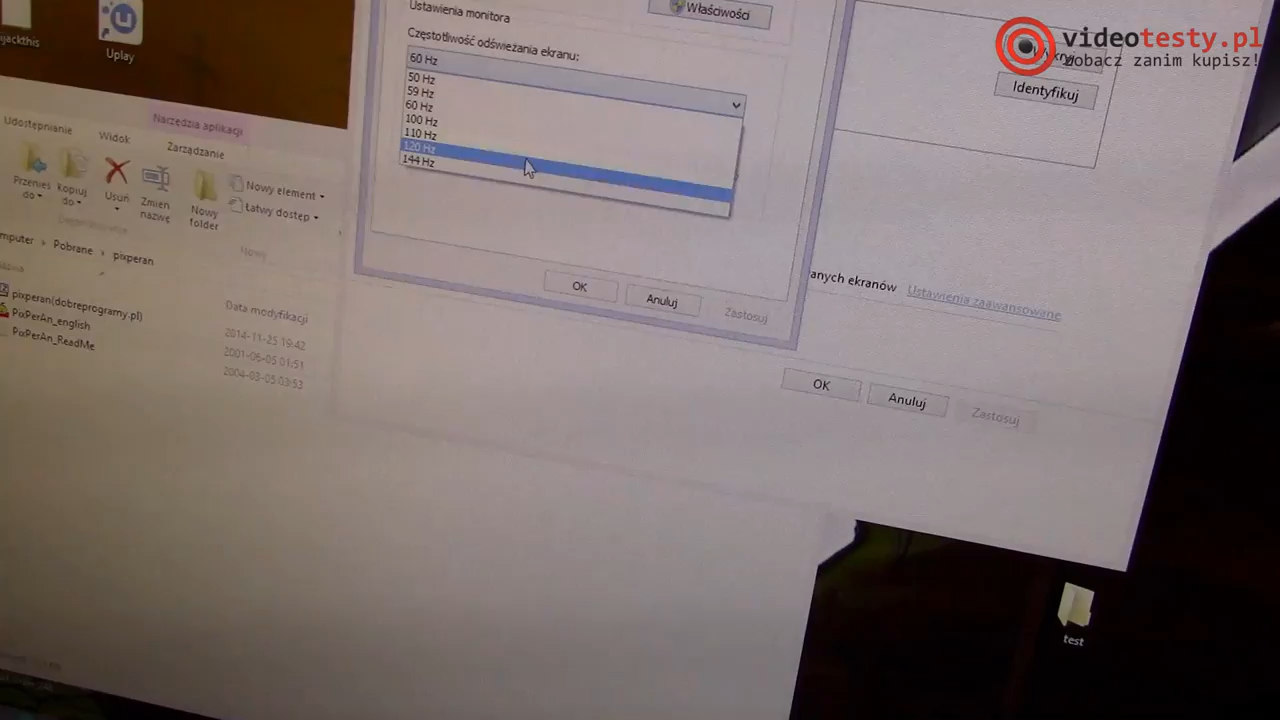 jackthis
Uplay
Ustawienia monitora
Właściwości
Częstotliwość odświeżania ekranu:
60 Hz
50 Hz
59 Hz
60 Hz
100 Hz
110 Hz
120 Hz
144 Hz
OK
Anuluj
Zastosuj
videotesty.pl
zobacz zanim kupisz!
Identyfikuj
anych ekranów
Ustawienia zaawansowane
OK
Anuluj
Zastosuj
Narzędzia aplikacji
Udostępnianie
Widok
Zarządzanie
Przenieś do
Kopiuj do
Usuń
Zmień nazwę
Nowy folder
Nowy element
Łatwy dostęp
Nowy
mputer
Pobrane
pixperan
Data modyfikacji
pixperan(dobreprogramy.pl)
2014-11-25 19:42
PixPerAn_english
2001-06-05 01:51
PixPerAn_ReadMe
2004-03-05 03:53
test